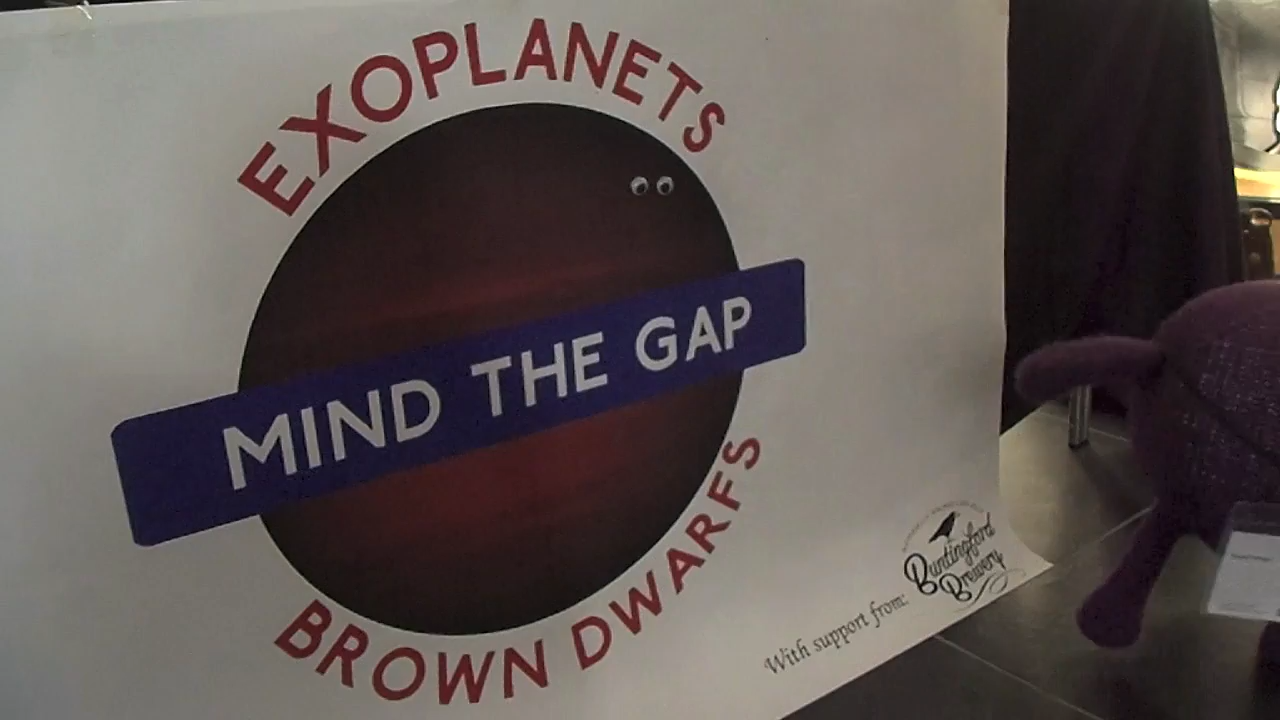 EXOPLANETS
MIND THE GAP
BROWN DWARFS
With support from:
Buntingford
Brewery